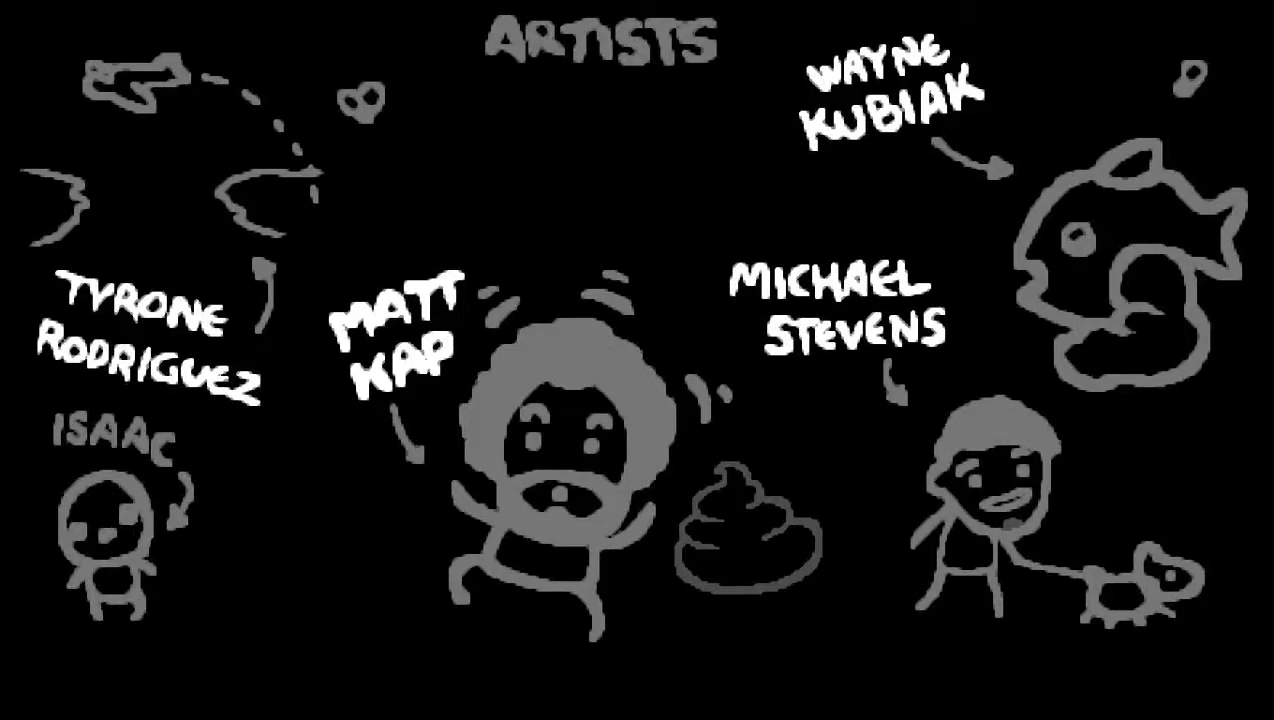 ARTISTS
WAYNE
KUBIAK
TYRONE
RODRIGUEZ
MATT
KAP
MICHAEL
STEVENS
ISAAC